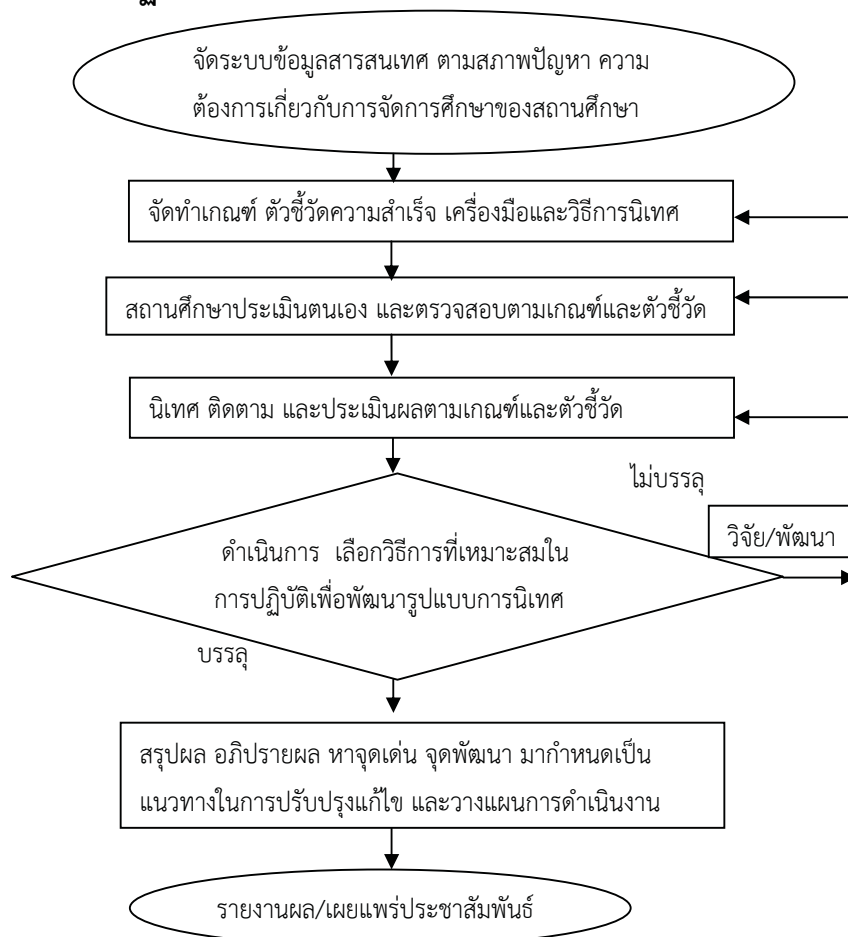 จัดระบบข้อมูลสารสนเทศ ตามสภาพปัญหา ความ
ต้องการเกี่ยวกับการจัดการศึกษาของสถานศึกษา
จัดทำเกณฑ์ ตัวชี้วัดความสำเร็จ เครื่องมือและวิธีการนิเทศ
สถานศึกษาประเมินตนเอง และตรวจสอบตามเกณฑ์และตัวชี้วัด
นิเทศ ติดตาม และประเมินผลตามเกณฑ์และตัวชี้วัด
ไม่บรรลุ
วิจัย/พัฒนา
ดำเนินการ เลือกวิธีการที่เหมาะสมใน
การปฏิบัติเพื่อพัฒนารูปแบบการนิเทศ
บรรลุ
สรุปผล อภิปรายผล หาจุดเด่น จุดพัฒนา มากำหนดเป็น
แนวทางในการปรับปรุงแก้ไข และวางแผนการดำเนินงาน
รายงานผล/เผยแพร่ประชาสัมพันธ์